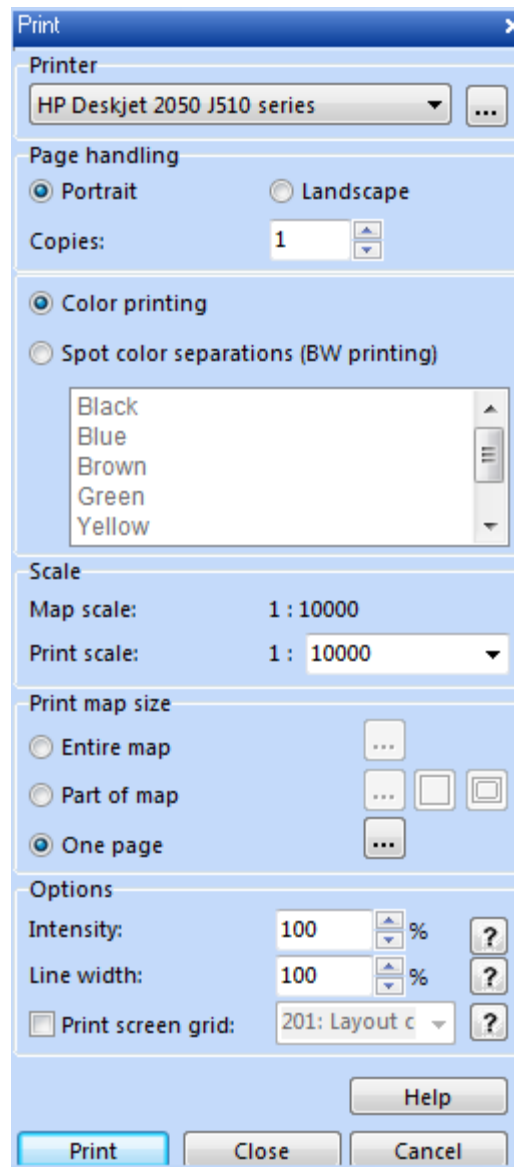 Print
Printer
HP Deskjet 2050 J510 series
...
Page handling
Portrait
Landscape
Copies:
1
Color printing
Spot color separations (BW printing)
Black
Blue
Brown
Green
Yellow
Scale
Map scale: 1 : 10000
Print scale: 1 : 10000
Print map size
Entire map ...
Part of map ...
One page ...
Options
Intensity: 100 % ?
Line width: 100 % ?
Print screen grid: 201: Layout c ?
Help
Print Close Cancel